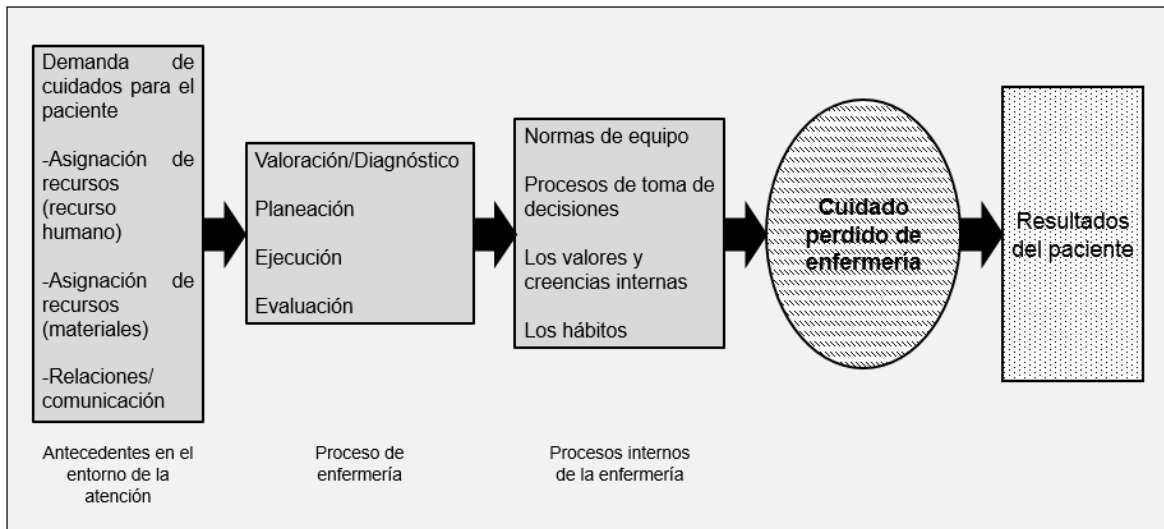 Demanda de
cuidados para el
paciente
-Asignación de
recursos
(recurso
humano)
-Asignación de
recursos
(materiales)
-Relaciones/
comunicación
Antecedentes en el
entorno de la
atención
Valoración/Diagnóstico
Planeación
Ejecución
Evaluación
Proceso de
enfermería
Normas de equipo
Procesos de toma de
decisiones
Los valores y
creencias internas
Los hábitos
Procesos internos
de la enfermería
Cuidado
perdido de
enfermería
Resultados
del paciente